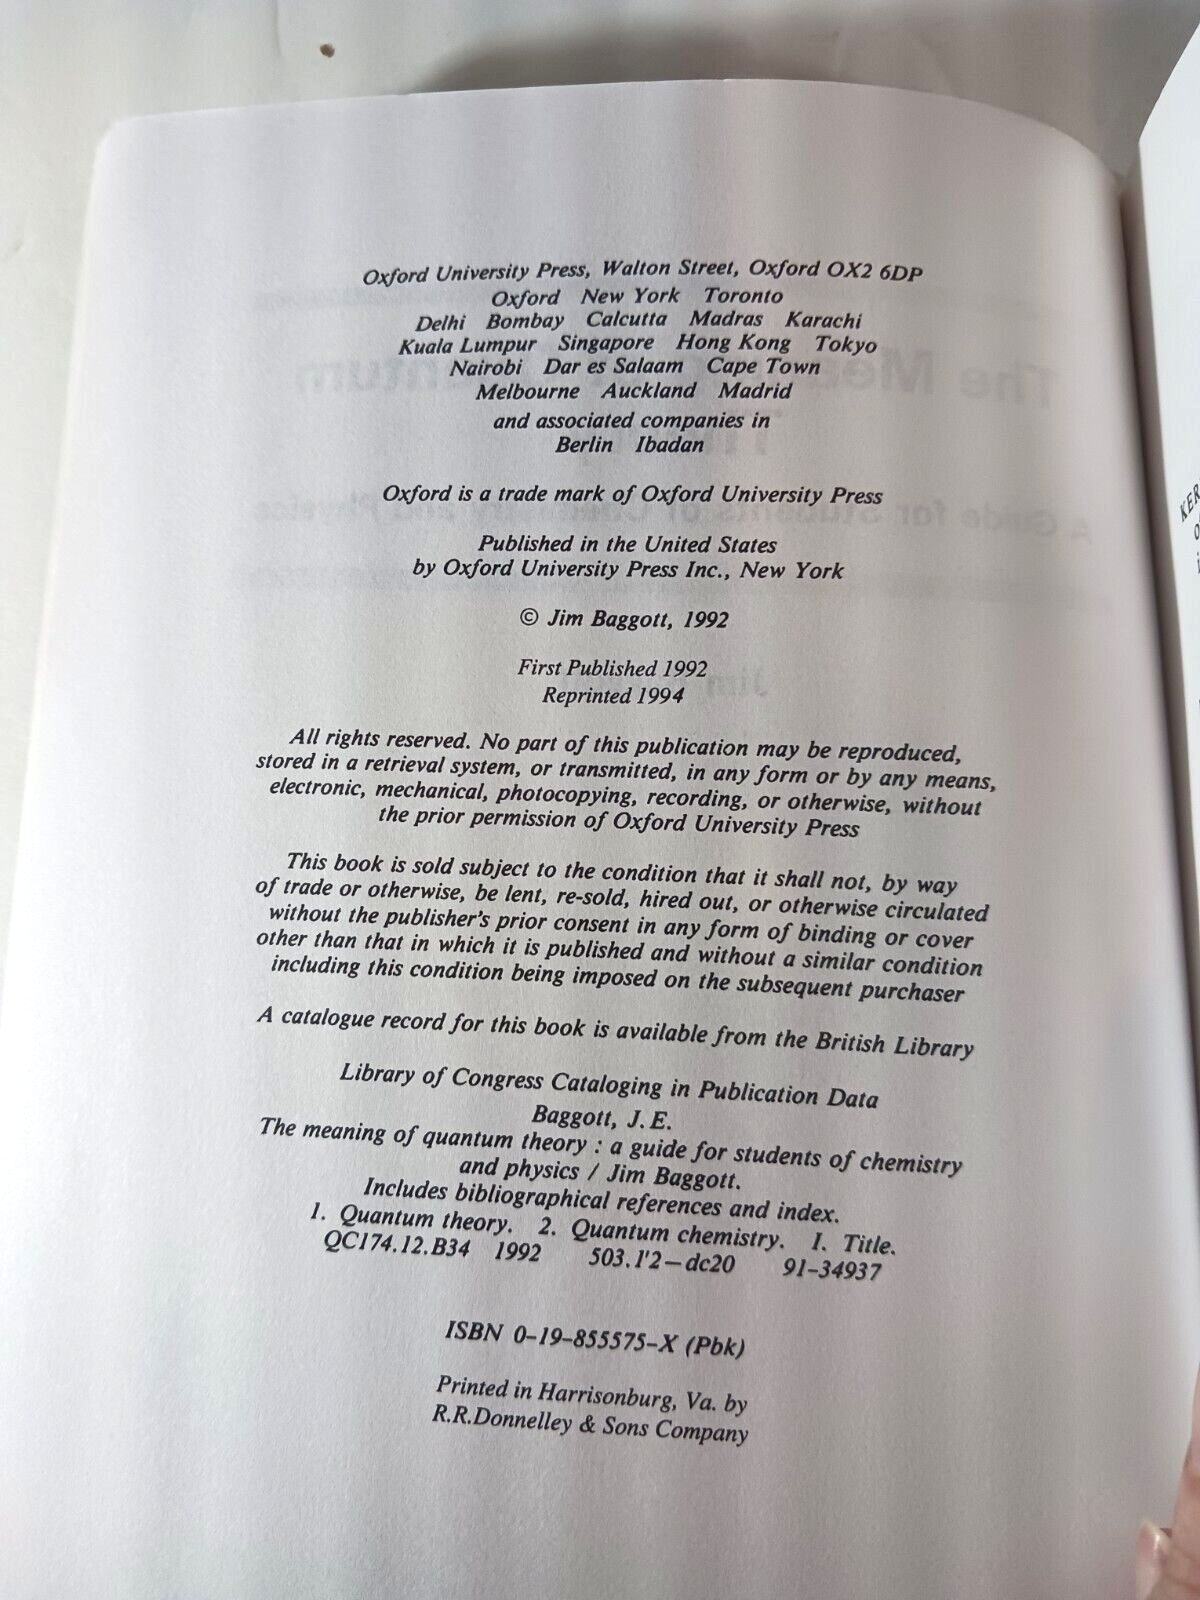 Oxford University Press, Walton Street, Oxford OX2 6DP
Oxford New York Toronto
Delhi Bombay Calcutta Madras Karachi
Kuala Lumpur Singapore Hong Kong Tokyo
Nairobi Dar es Salaam Cape Town
Melbourne Auckland Madrid
and associated companies in
Berlin Ibadan
Oxford is a trade mark of Oxford University Press
Published in the United States
by Oxford University Press Inc., New York
© Jim Baggott, 1992
First Published 1992
Reprinted 1994
All rights reserved. No part of this publication may be reproduced,
stored in a retrieval system, or transmitted, in any form or by any means,
electronic, mechanical, photocopying, recording, or otherwise, without
the prior permission of Oxford University Press
This book is sold subject to the condition that it shall not, by way
of trade or otherwise, be lent, re-sold, hired out, or otherwise circulated
without the publisher's prior consent in any form of binding or cover
other than that in which it is published and without a similar condition
including this condition being imposed on the subsequent purchaser
A catalogue record for this book is available from the British Library
Library of Congress Cataloging in Publication Data
Baggott, J. E.
The meaning of quantum theory : a guide for students of chemistry
and physics / Jim Baggott.
Includes bibliographical references and index.
1. Quantum theory. 2. Quantum chemistry. I. Title.
QC174.12.B34 1992 503.1'2—dc20 91-34937
ISBN 0-19-855575-X (Pbk)
Printed in Harrisonburg, Va. by
R.R.Donnelley & Sons Company